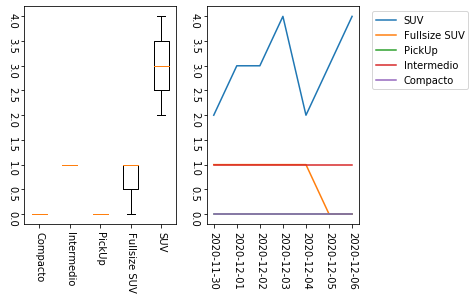 4.0
3.5
3.0
2.5
2.0
1.5
1.0
0.5
0.0
Compacto
Intermedio
PickUp
Fullsize SUV
SUV
4.0
3.5
3.0
2.5
2.0
1.5
1.0
0.5
0.0
2020-11-30
2020-12-01
2020-12-02
2020-12-03
2020-12-04
2020-12-05
2020-12-06
SUV
Fullsize SUV
PickUp
Intermedio
Compacto